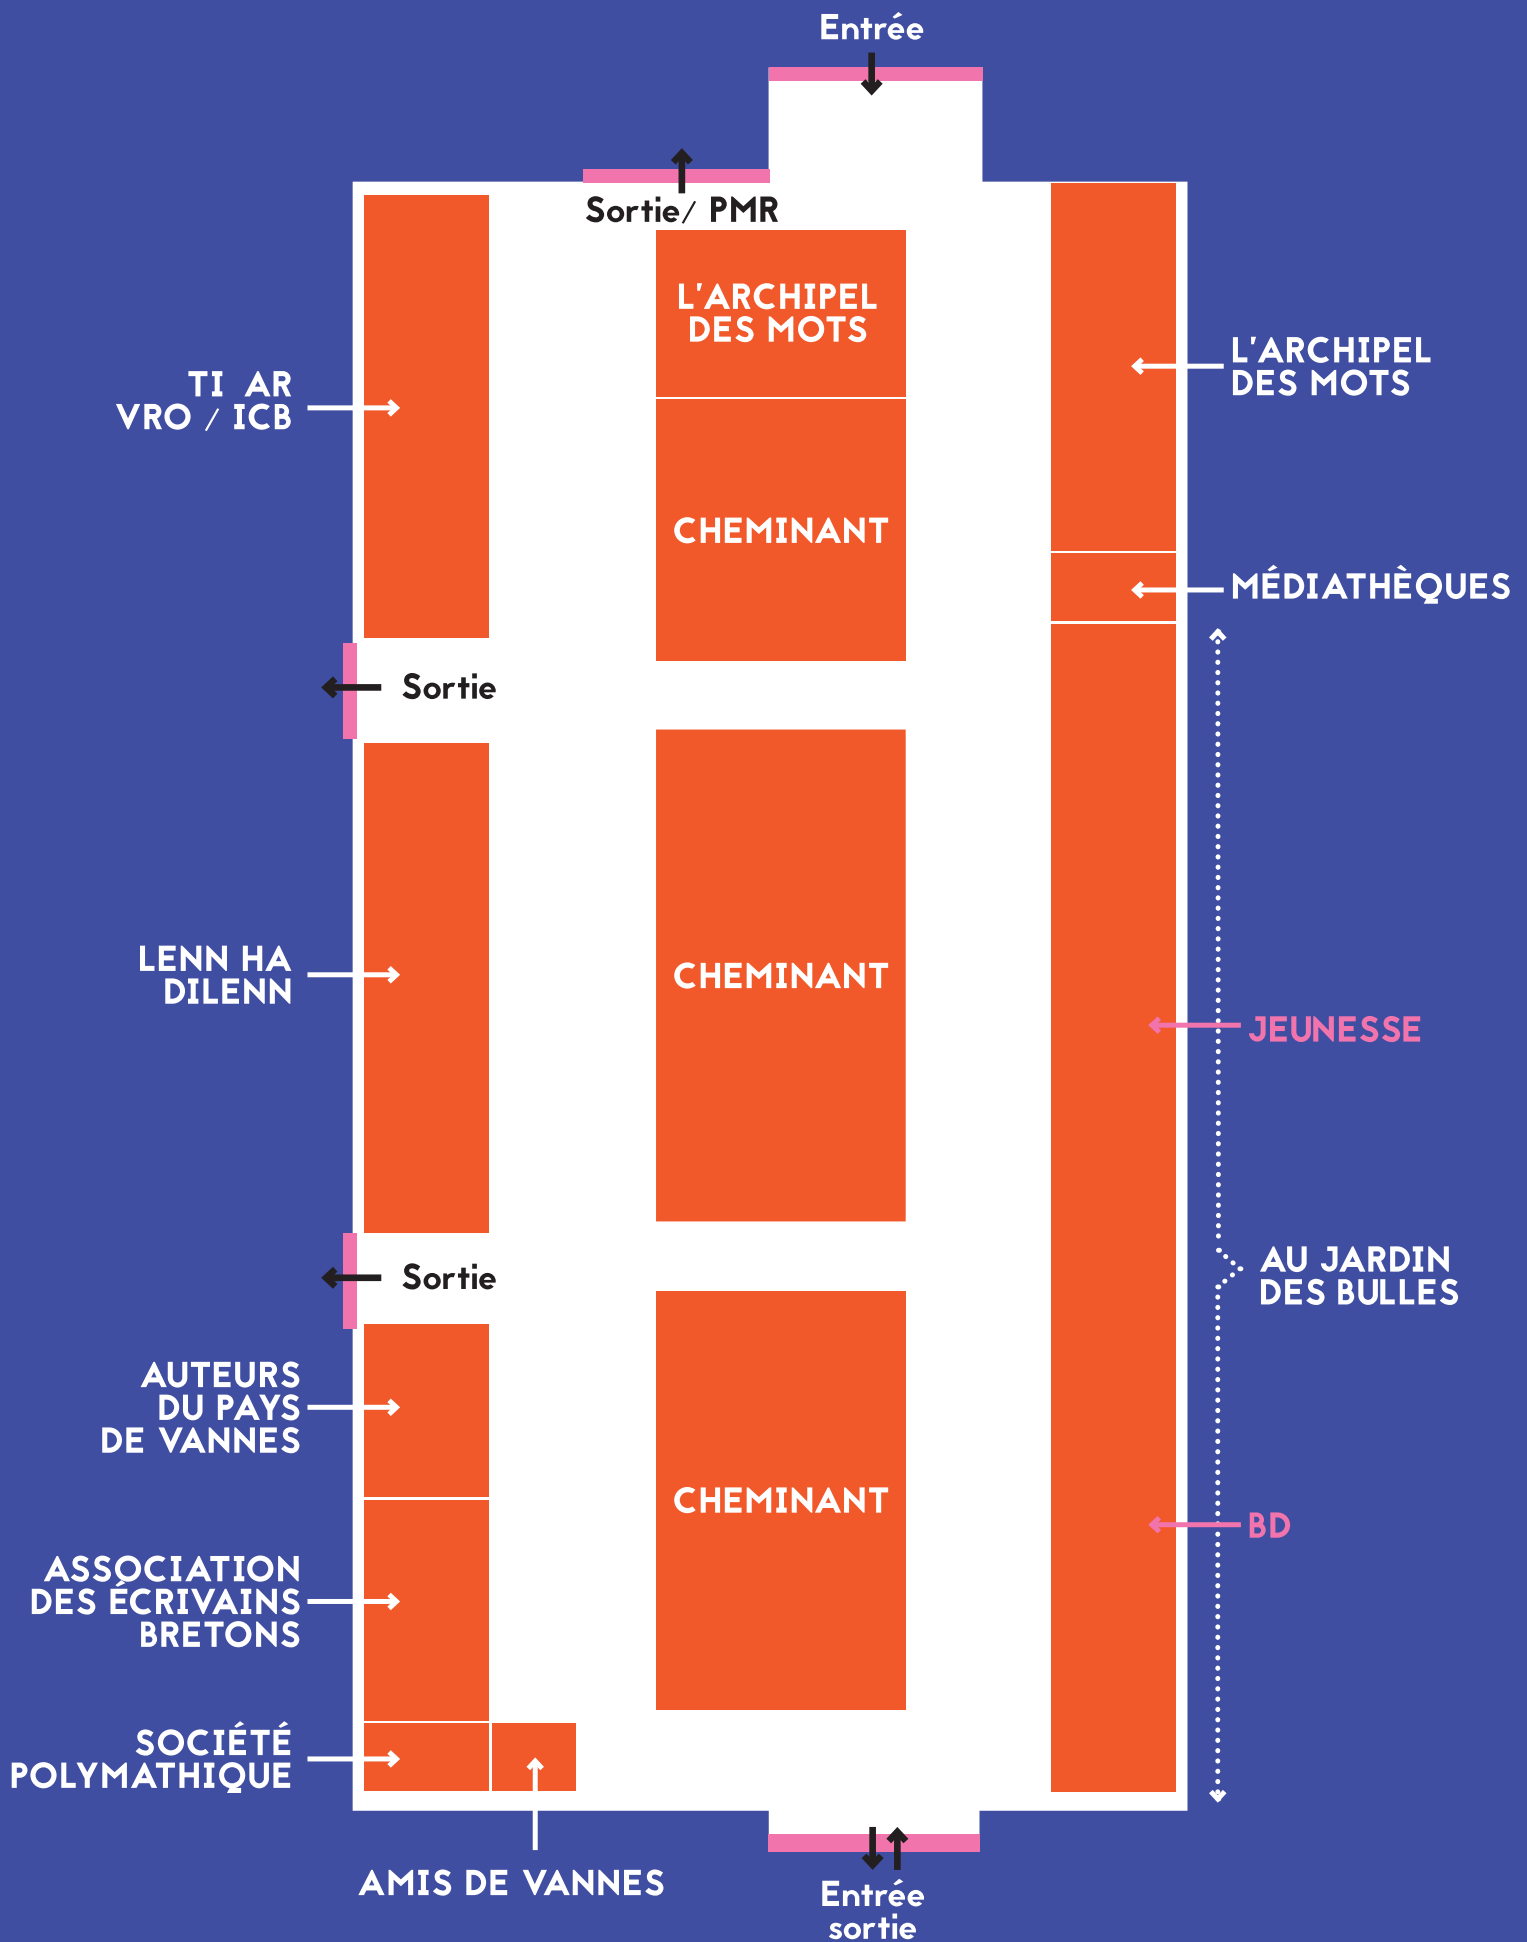 Entrée
Sortie/ PMR
L'ARCHIPEL
DES MOTS
L'ARCHIPEL
DES MOTS
TI AR
VRO / ICB
CHEMINANT
MÉDIATHÈQUES
Sortie
LENN HA
DILENN
CHEMINANT
JEUNESSE
Sortie
AU JARDIN
DES BULLES
AUTEURS
DU PAYS
DE VANNES
CHEMINANT
BD
ASSOCIATION
DES ÉCRIVAINS
BRETONS
SOCIÉTÉ
POLYMATHIQUE
AMIS DE VANNES
Entrée
sortie